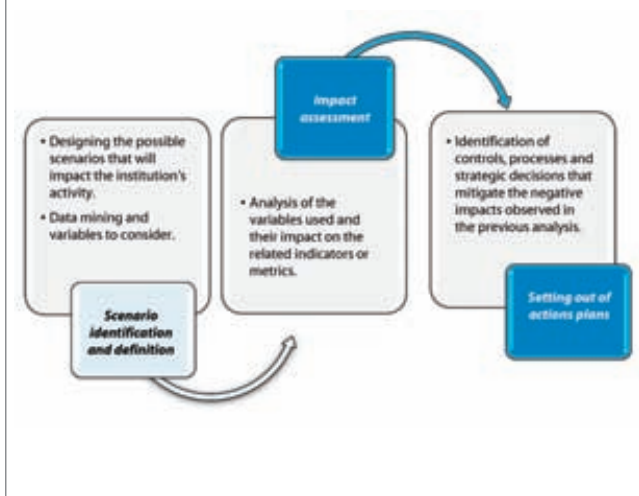 • Designing the possible
scenarios that will
impact the institution's
activity.
• Data mining and
variables to consider.
Scenario
identification
and definition
Impact
assessment
• Analysis of the
variables used and
their impact on the
related indicators or
metrics.
• Identification of
controls, processes and
strategic decisions that
mitigate the negative
impacts observed in
the previous analysis.
Setting out of
actions plans